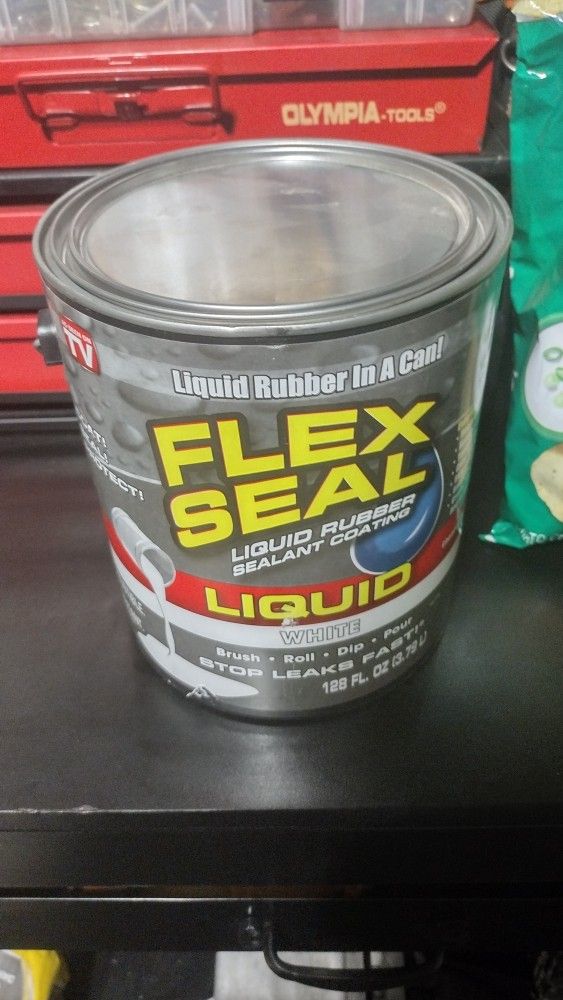 OLYMPIA-TOOLS®
TV
Liquid Rubber In A Can!
FLEX
SEAL
LIQUID RUBBER
SEALANT COATING
LIQUID
WHITE
Brush • Roll • Dip • Pour
STOP LEAKS FAST!
128 FL. OZ (3.79 L)